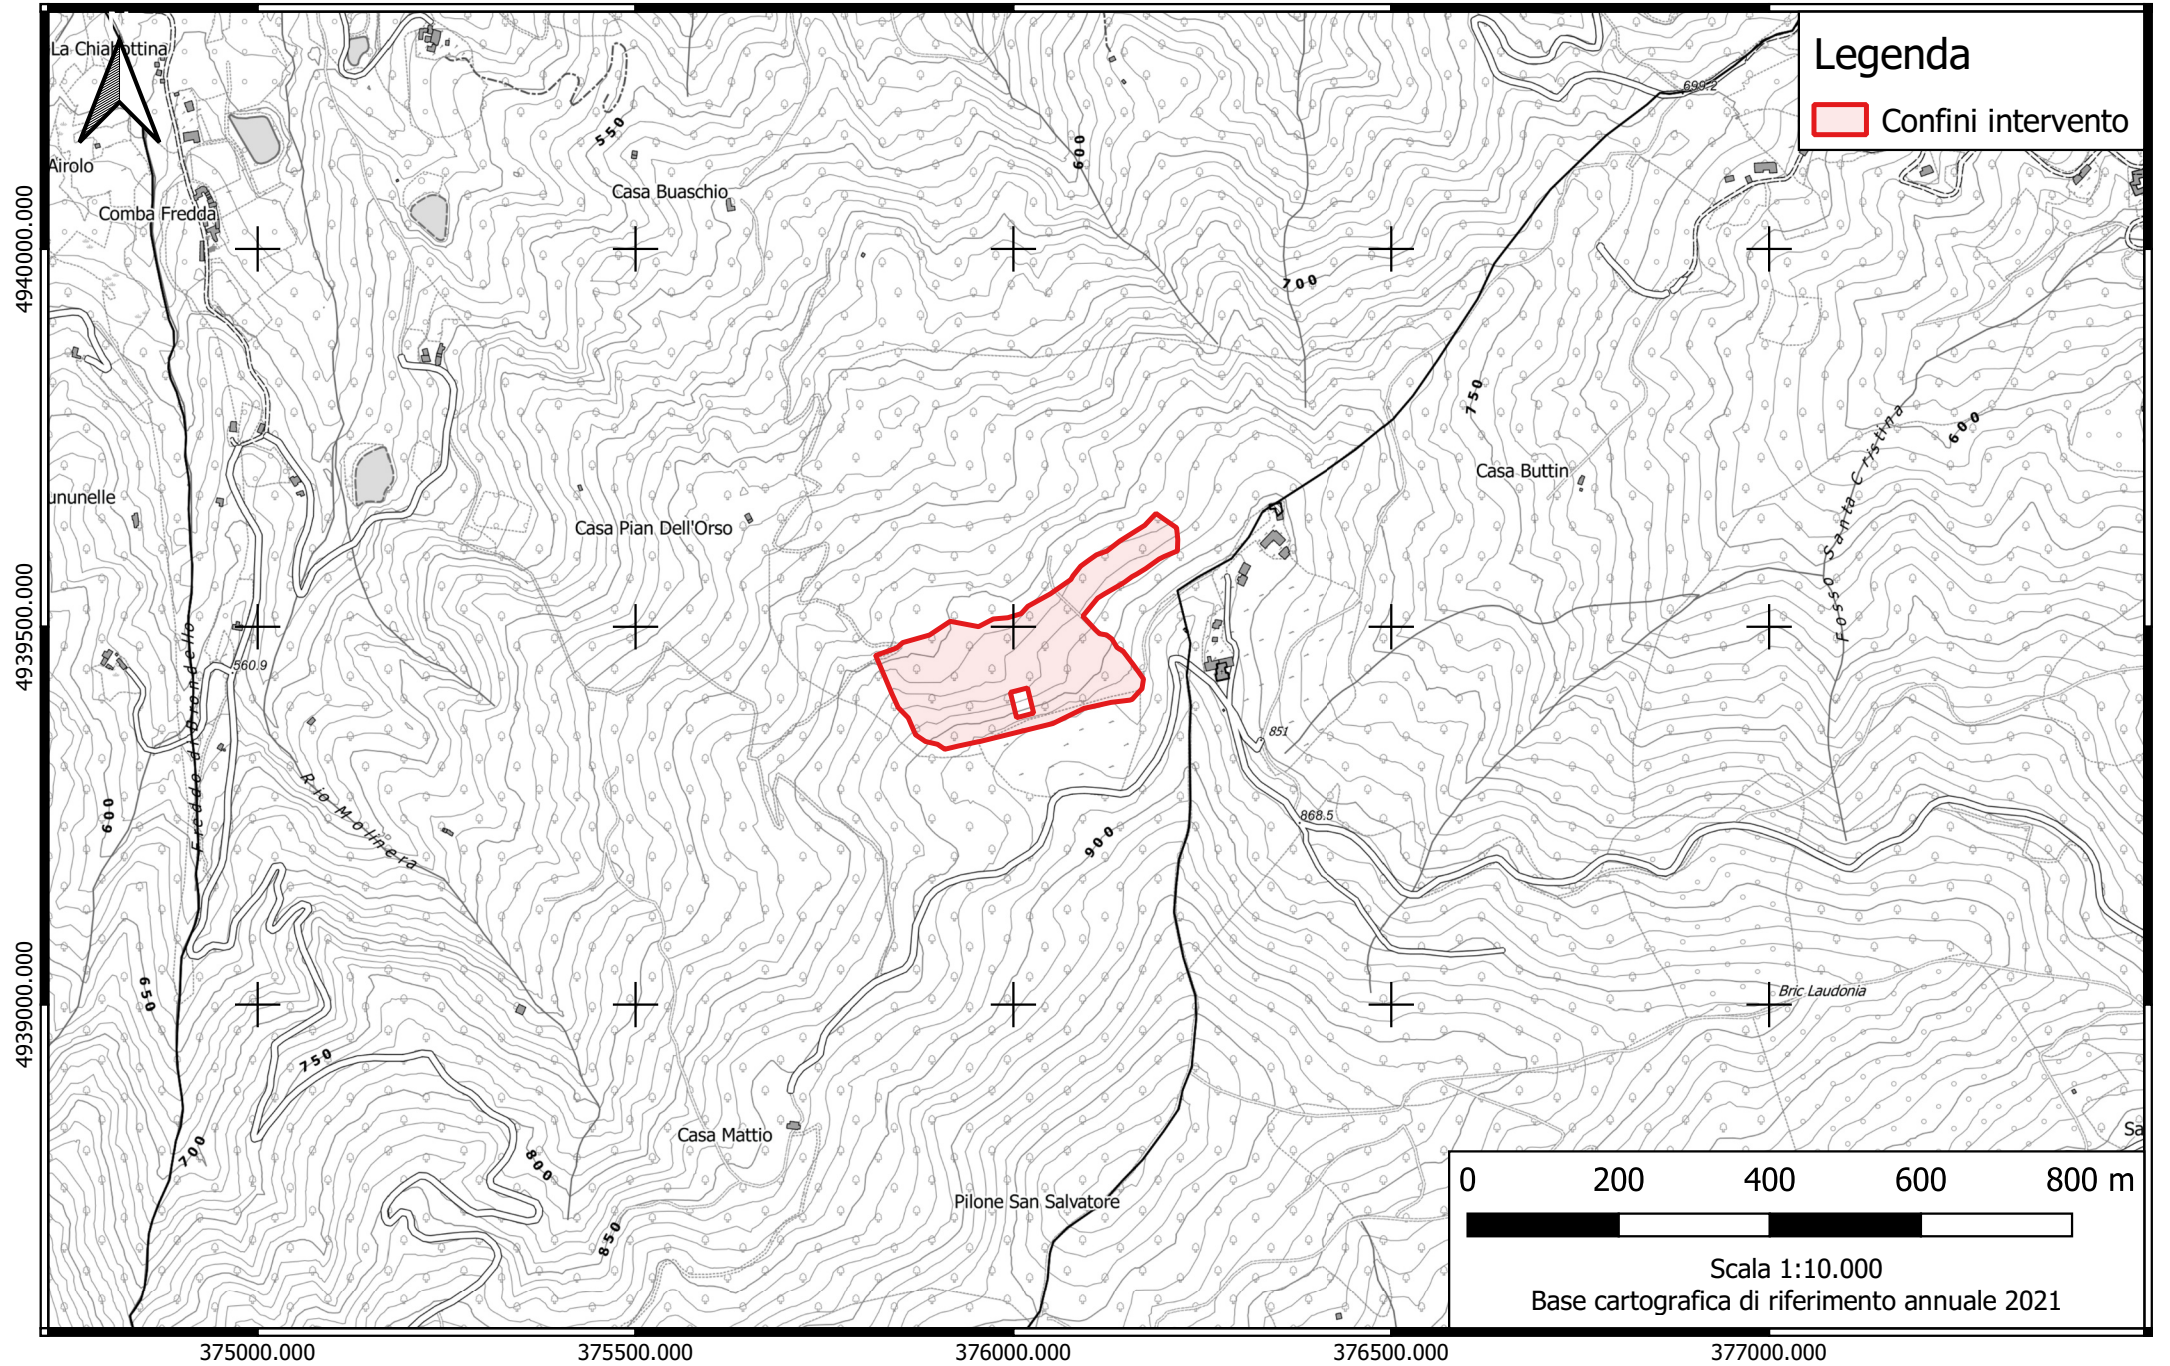 La Chiabottina
Legenda
699.2
Confini intervento
550
600
Airolo
Casa Buaschio
Comba Fredda
4940000.000
700
750
600
Casa Buttin
Fosso Santa Cristina
ununelle
Casa Pian Dell'Orso
4939500.000
560.9
Freddo di Brondello
851
Rio Molinera
600
868.5
900
650
Bric Laudonia
4939000.000
750
Casa Mattio
Sa
700
800
Pilone San Salvatore
850
0 200 400 600 800 m
Scala 1:10.000
Base cartografica di riferimento annuale 2021
375000.000 375500.000 376000.000 376500.000 377000.000